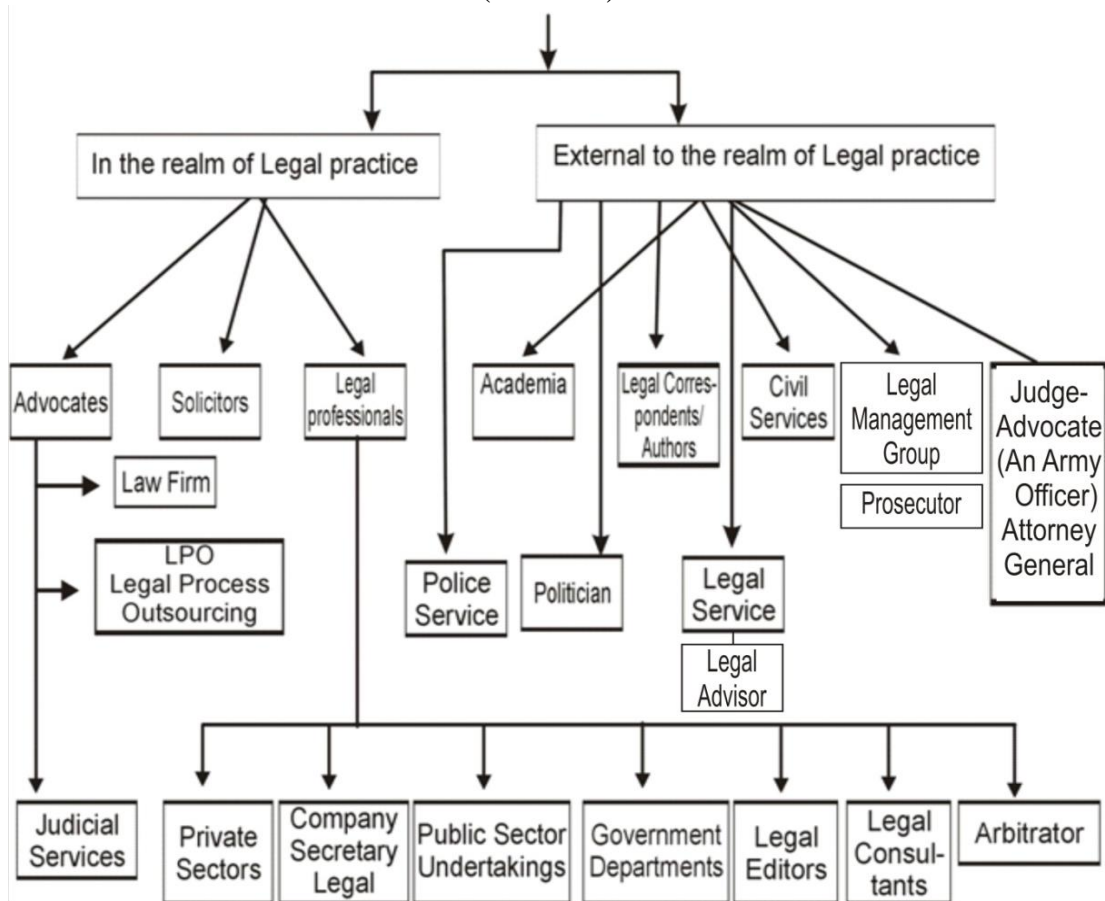 In the realm of Legal practice
External to the realm of Legal practice
Advocates
Solicitors
Legal
professionals
Academia
Legal Corres-
pondents/
Authors
Civil
Services
Legal
Management
Group
Prosecutor
Judge-
Advocate
(An Army
Officer)
Attorney
General
Law Firm
LPO
Legal Process
Outsourcing
Police
Service
Politician
Legal
Service
Legal
Advisor
Judicial
Services
Private
Sectors
Company
Secretary
Legal
Public Sector
Undertakings
Government
Departments
Legal
Editors
Legal
Consul-
tants
Arbitrator